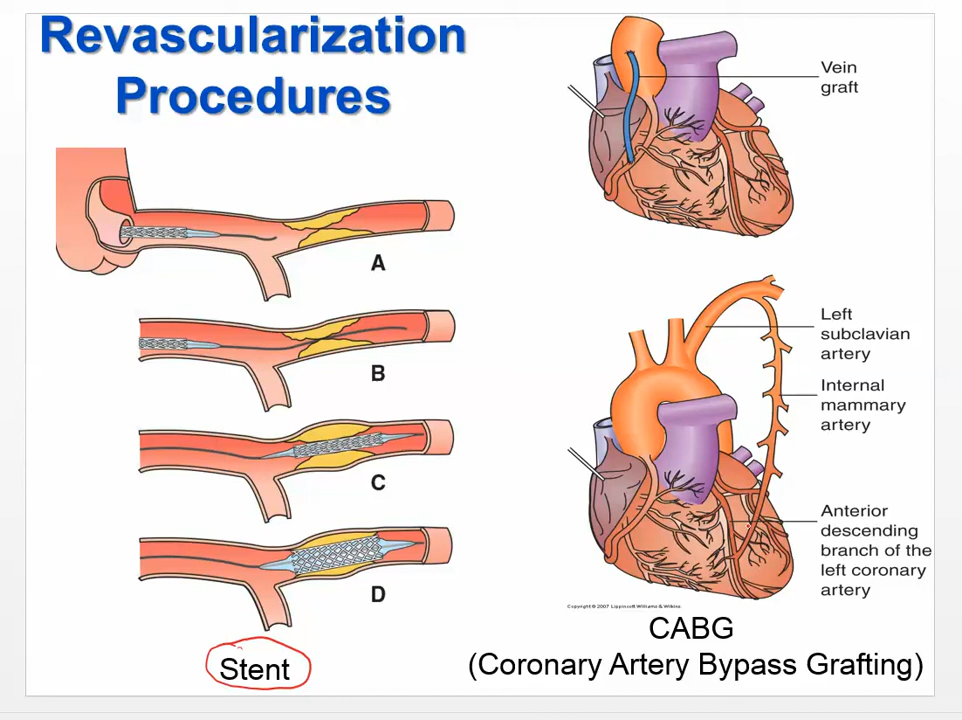 Revascularization
Procedures
A
B
C
D
Stent
Vein
graft
Left
subclavian
artery
Internal
mammary
artery
Anterior
descending
branch of the
left coronary
artery
Copyright © 2007 Lippincott Williams & Wilkins.
CABG
(Coronary Artery Bypass Grafting)